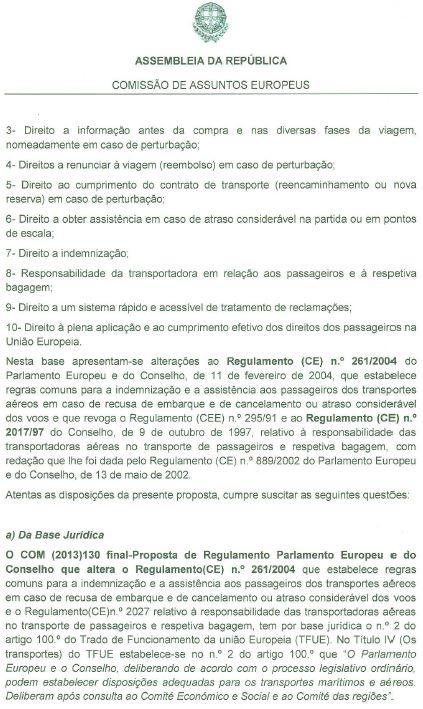 ASSEMBLEIA DA REPÚBLICA
COMISSÃO DE ASSUNTOS EUROPEUS
3- Direito a informação antes da compra e nas diversas fases da viagem,
nomeadamente em caso de perturbação;
4- Direitos a renunciar à viagem (reembolso) em caso de perturbação;
5- Direito ao cumprimento do contrato de transporte (reencaminhamento ou nova
reserva) em caso de perturbação;
6- Direito a obter assistência em caso de atraso considerável na partida ou em pontos
de escala;
7- Direito a indemnização;
8- Responsabilidade da transportadora em relação aos passageiros e à respetiva
bagagem;
9- Direito a um sistema rápido e acessível de tratamento de reclamações;
10- Direito à plena aplicação e ao cumprimento efetivo dos direitos dos passageiros na
União Europeia.
Nesta base apresentam-se alterações ao Regulamento (CE) n.º 261/2004 do
Parlamento Europeu e do Conselho, de 11 de fevereiro de 2004, que estabelece
regras comuns para a indemnização e a assistência aos passageiros dos transportes
aéreos em caso de recusa de embarque e de cancelamento ou atraso considerável
dos voos e que revoga o Regulamento (CEE) n.º 295/91 e ao Regulamento (CE) n.º
2017/97 do Conselho, de 9 de outubro de 1997, relativo à responsabilidade das
transportadoras aéreas no transporte de passageiros e respetiva bagagem, com
redação que lhe foi dada pelo Regulamento (CE) n.º 889/2002 do Parlamento Europeu
e do Conselho, de 13 de maio de 2002.
Atentas as disposições da presente proposta, cumpre suscitar as seguintes questões:
a) Da Base Jurídica
O COM (2013)130 final-Proposta de Regulamento Parlamento Europeu e do
Conselho que altera o Regulamento(CE) n.º 261/2004 que estabelece regras
comuns para a indemnização e a assistência aos passageiros dos transportes aéreos
em caso de recusa de embarque e de cancelamento ou atraso considerável dos voos
e o Regulamento(CE)n.º 2027 relativo à responsabilidade das transportadoras aéreas
no transporte de passageiros e respetiva bagagem, tem por base jurídica o n.º 2 do
artigo 100.º do Trado de Funcionamento da união Europeia (TFUE). No Título IV (Os
transportes) do TFUE estabelece-se no n.º 2 do artigo 100.º que "O Parlamento
Europeu e o Conselho, deliberando de acordo com o processo legislativo ordinário,
podem estabelecer disposições adequadas para os transportes marítimos e aéreos.
Deliberam após consulta ao Comité Económico e Social e ao Comité das regiões".